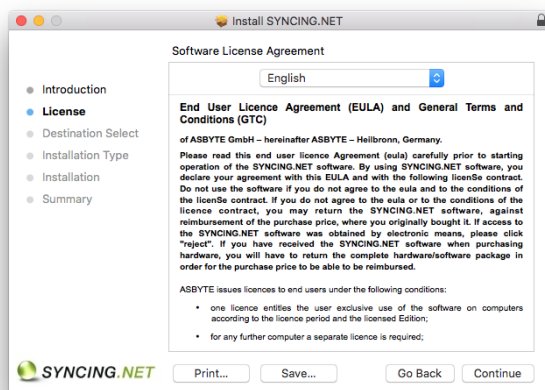 Install SYNCING.NET
Software License Agreement
English
Introduction
License
Destination Select
Installation Type
Installation
Summary
End User Licence Agreement (EULA) and General Terms and
Conditions (GTC)
of ASBYTE GmbH – hereinafter ASBYTE – Heilbronn, Germany.
Please read this end user licence Agreement (eula) carefully prior to starting
operation of the SYNCING.NET software. By using SYNCING.NET software, you
declare your agreement with this EULA and with the following licenSe contract.
Do not use the software if you do not agree to the eula and to the conditions of
the licenSe contract. If you do not agree to the eula or to the conditions of the
licence contract, you may return the SYNCING.NET software, against
reimbursement of the purchase price, where you originally bought it. If access to
the SYNCING.NET software was obtained by electronic means, please click
"reject". If you have received the SYNCING.NET software when purchasing
hardware, you will have to return the complete hardware/software package in
order for the purchase price to be able to be reimbursed.
ASBYTE issues licences to end users under the following conditions:
• one licence entitles the user exclusive use of the software on computers
according to the licence period and the licensed Edition;
• for any further computer a separate licence is required;
SYNCING.NET
Print...
Save...
Go Back
Continue